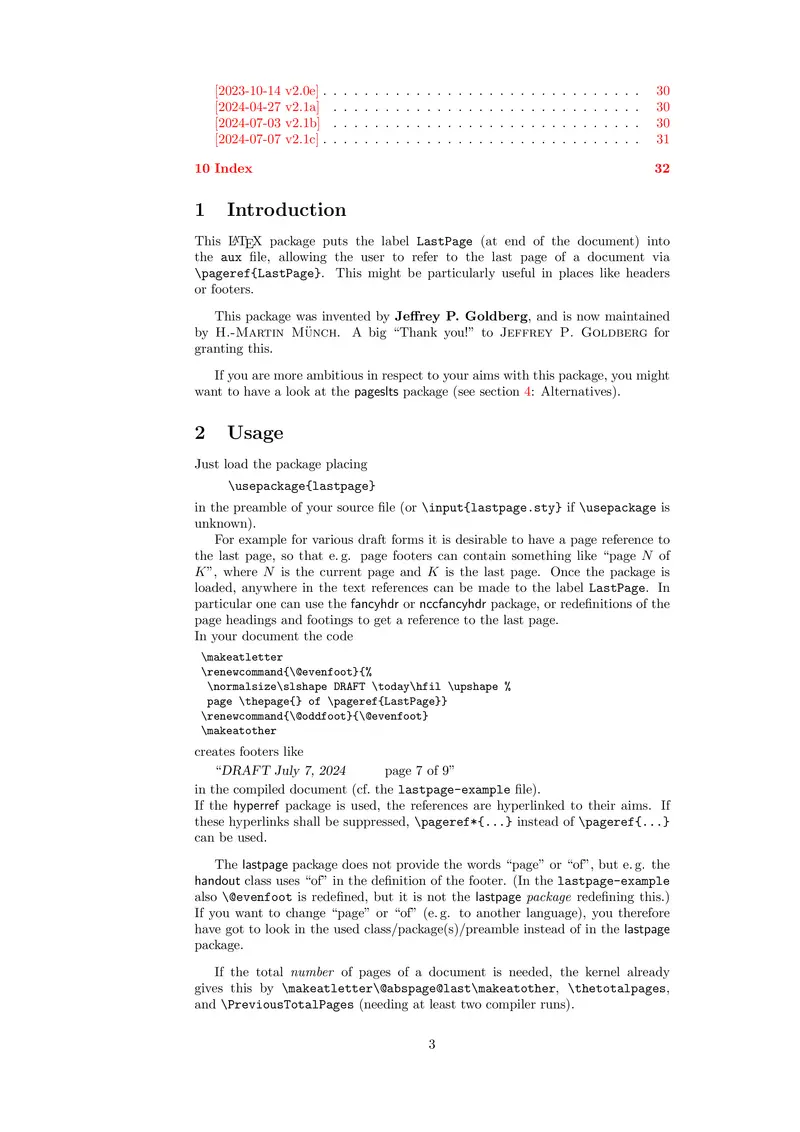 [2023-10-14 v2.0e] . . . . . . . . . . . . . . . . . . . . . . . . . . . . . . . 30
[2024-04-27 v2.1a] . . . . . . . . . . . . . . . . . . . . . . . . . . . . . . 30
[2024-07-03 v2.1b] . . . . . . . . . . . . . . . . . . . . . . . . . . . . . . 30
[2024-07-07 v2.1c] . . . . . . . . . . . . . . . . . . . . . . . . . . . . . . . 31
10 Index 32
1 Introduction
This LATEX package puts the label LastPage (at end of the document) into
the aux file, allowing the user to refer to the last page of a document via
\pageref{LastPage}. This might be particularly useful in places like headers
or footers.
This package was invented by Jeffrey P. Goldberg, and is now maintained
by H.-Martin Münch. A big “Thank you!” to Jeffrey P. Goldberg for
granting this.
If you are more ambitious in respect to your aims with this package, you might
want to have a look at the pageslts package (see section 4: Alternatives).
2 Usage
Just load the package placing
\usepackage{lastpage}
in the preamble of your source file (or \input{lastpage.sty} if \usepackage is
unknown).
For example for various draft forms it is desirable to have a page reference to
the last page, so that e. g. page footers can contain something like “page N of
K”, where N is the current page and K is the last page. Once the package is
loaded, anywhere in the text references can be made to the label LastPage. In
particular one can use the fancyhdr or nccfancyhdr package, or redefinitions of the
page headings and footings to get a reference to the last page.
In your document the code
\makeatletter
\renewcommand{\@evenfoot}{%
\normalsize\slshape DRAFT \today\hfil \upshape %
page \thepage{} of \pageref{LastPage}}
\renewcommand{\@oddfoot}{\@evenfoot}
\makeatother
creates footers like
“DRAFT July 7, 2024 page 7 of 9”
in the compiled document (cf. the lastpage-example file).
If the hyperref package is used, the references are hyperlinked to their aims. If
these hyperlinks shall be suppressed, \pageref*{...} instead of \pageref{...}
can be used.
The lastpage package does not provide the words “page” or “of”, but e. g. the
handout class uses “of” in the definition of the footer. (In the lastpage-example
also \@evenfoot is redefined, but it is not the lastpage package redefining this.)
If you want to change “page” or “of” (e. g. to another language), you therefore
have got to look in the used class/package(s)/preamble instead of in the lastpage
package.
If the total number of pages of a document is needed, the kernel already
gives this by \makeatletter\@abspage@last\makeatother, \thetotalpages,
and \PreviousTotalPages (needing at least two compiler runs).
3